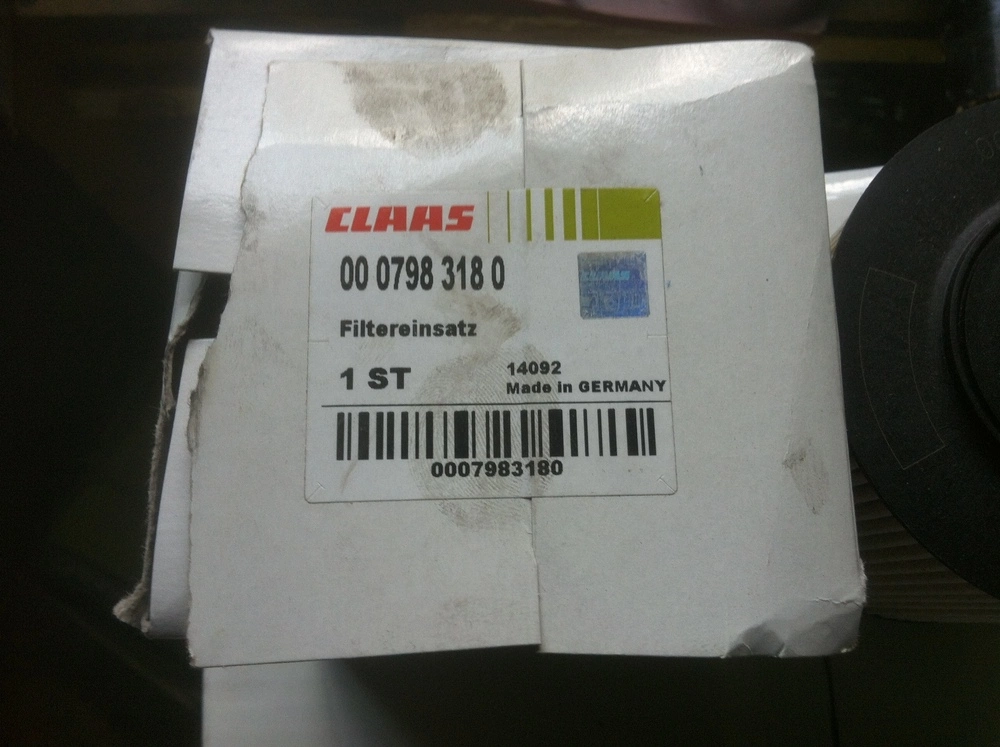 CLAAS
00 0798 318 0
Filtereinsatz
1 ST
14092
Made in GERMANY
0007983180